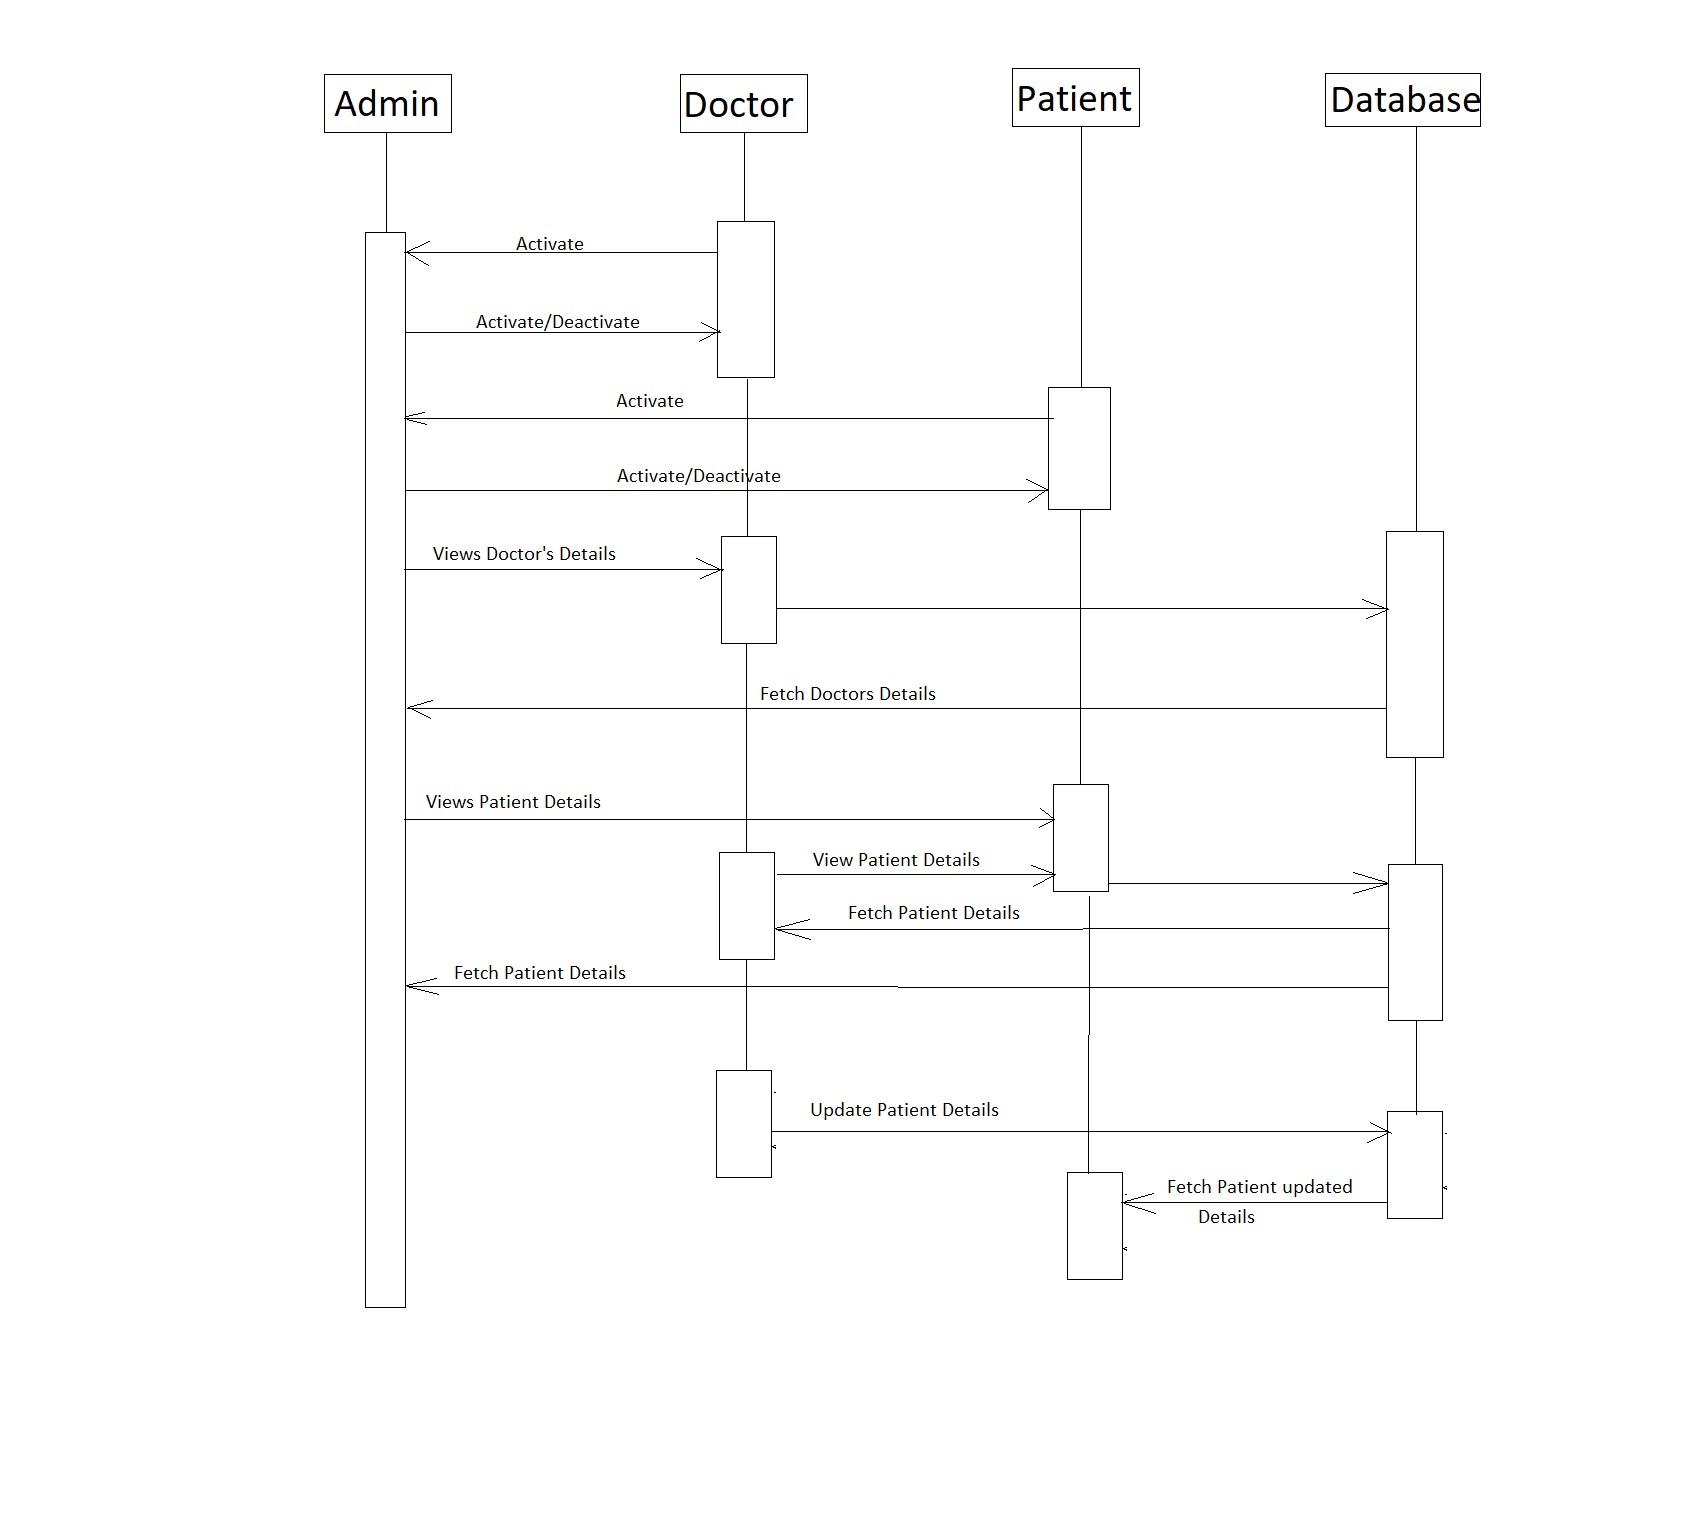 Admin
Doctor
Patient
Database
Activate
Activate/Deactivate
Activate
Activate/Deactivate
Views Doctor's Details
Fetch Doctors Details
Views Patient Details
View Patient Details
Fetch Patient Details
Fetch Patient Details
Update Patient Details
Fetch Patient updated
Details